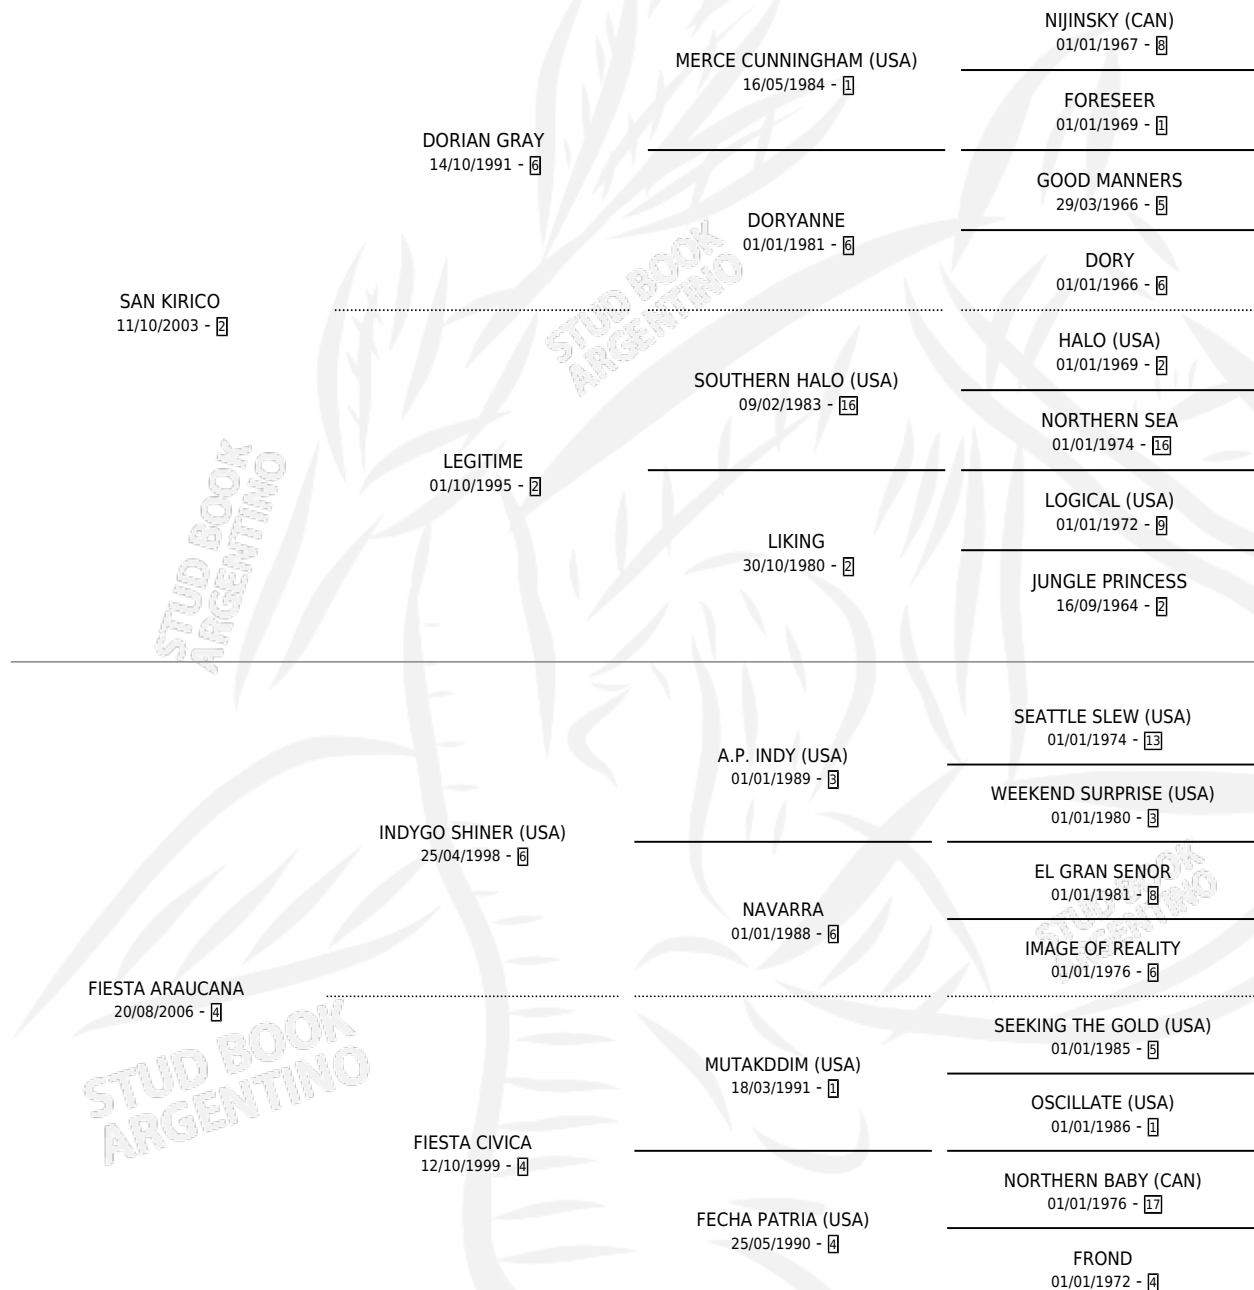 NIJINSKY (CAN)
01/01/1967 - 8
MERCE CUNNINGHAM (USA)
16/05/1984 - 1
FORESEER
01/01/1969 - 1
DORIAN GRAY
14/10/1991 - 6
GOOD MANNERS
29/03/1966 - 5
DORYANNE
01/01/1981 - 6
DORY
01/01/1966 - 6
SAN KIRICO
11/10/2003 - 2
HALO (USA)
01/01/1969 - 2
SOUTHERN HALO (USA)
09/02/1983 - 16
NORTHERN SEA
01/01/1974 - 16
LEGITIME
01/10/1995 - 2
LOGICAL (USA)
01/01/1972 - 9
LIKING
30/10/1980 - 2
JUNGLE PRINCESS
16/09/1964 - 2
SEATTLE SLEW (USA)
01/01/1974 - 13
A.P. INDY (USA)
01/01/1989 - 3
WEEKEND SURPRISE (USA)
01/01/1980 - 3
INDYGO SHINER (USA)
25/04/1998 - 6
EL GRAN SENOR
01/01/1981 - 8
NAVARRA
01/01/1988 - 6
IMAGE OF REALITY
01/01/1976 - 6
FIESTA ARAUCANA
20/08/2006 - 4
SEEKING THE GOLD (USA)
01/01/1985 - 5
MUTAKDDIM (USA)
18/03/1991 - 1
OSCILLATE (USA)
01/01/1986 - 1
FIESTA CIVICA
12/10/1999 - 4
NORTHERN BABY (CAN)
01/01/1976 - 17
FECHA PATRIA (USA)
25/05/1990 - 4
FROND
01/01/1972 - 4
STUD BOOK
ARGENTINO
STUD BOOK
ARGENTINO
STUD BOOK
ARGENTINO
STUD BOOK
ARGENTINO